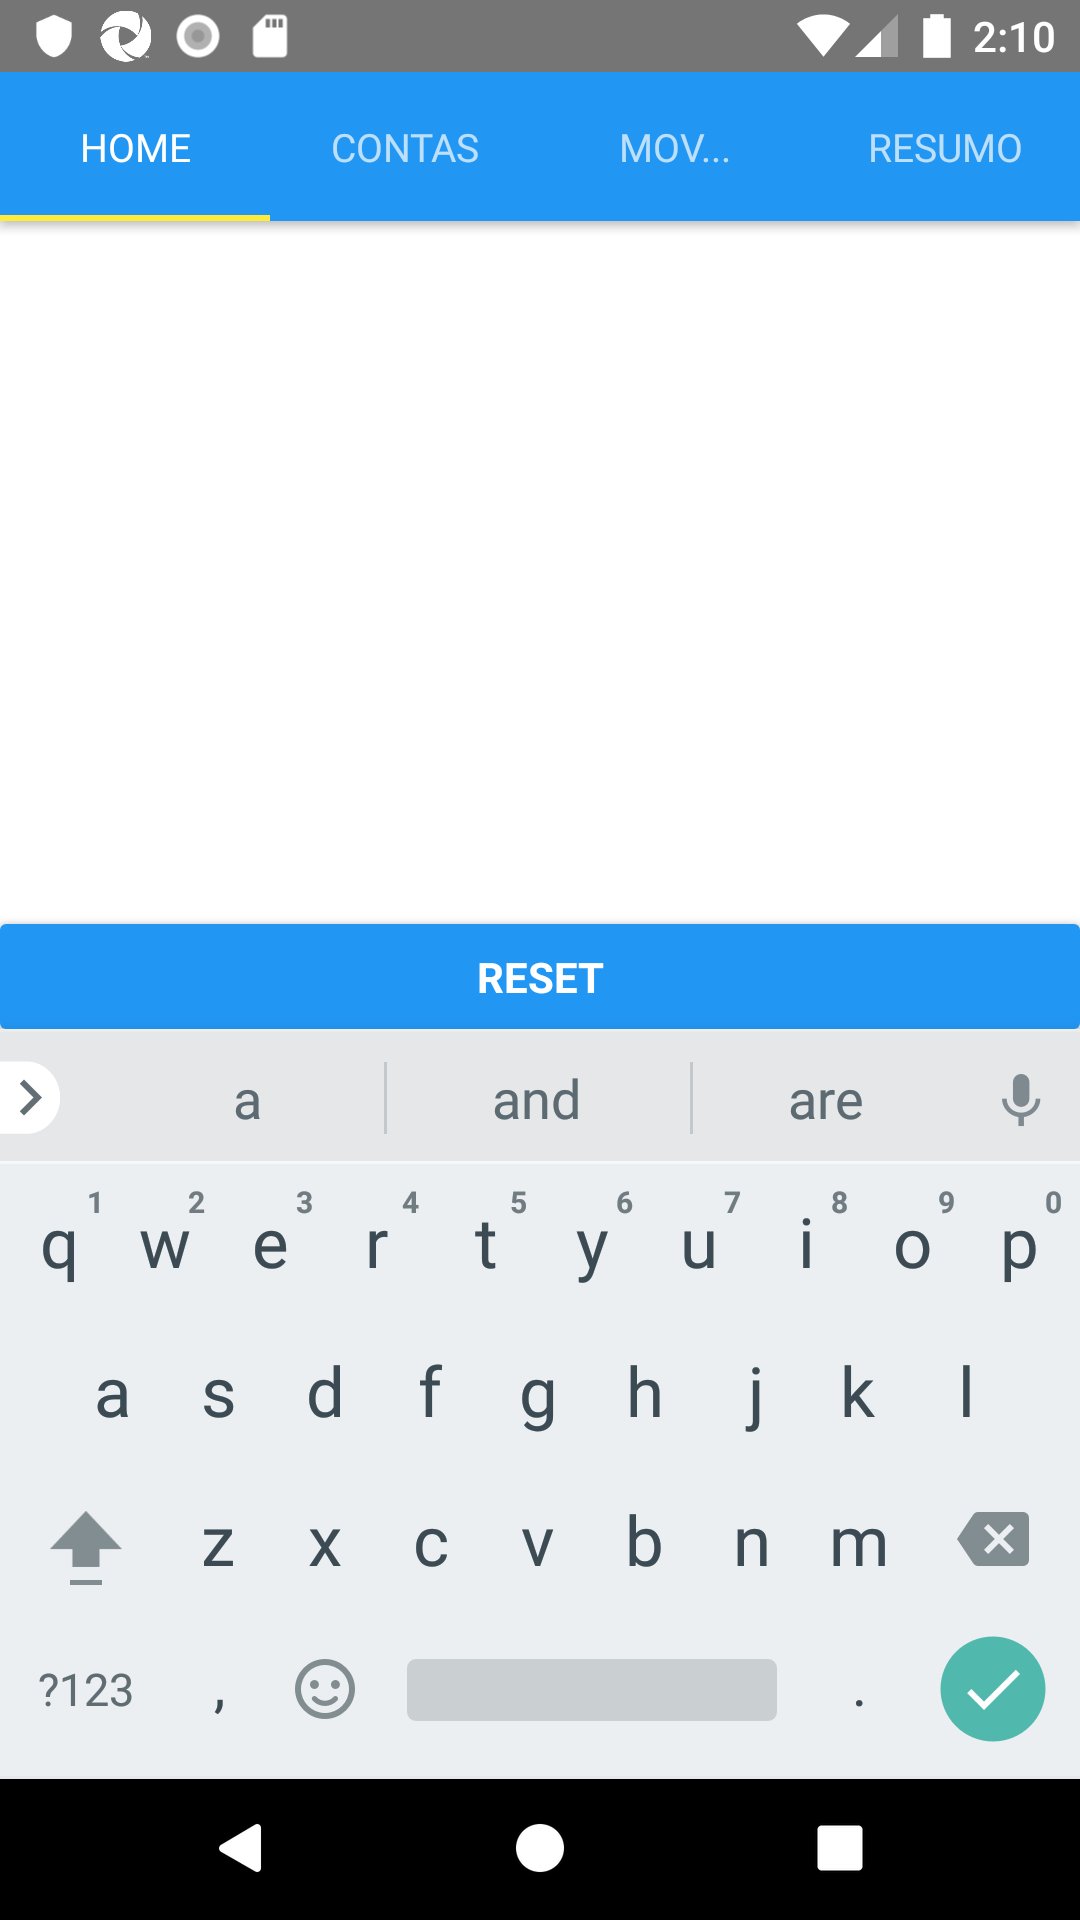 2:10
HOME CONTAS MOV... RESUMO
RESET
a and are
1 2 3 4 5 6 7 8 9 0
q w e r t y u i o p
a s d f g h j k l
z x c v b n m
?123 , .